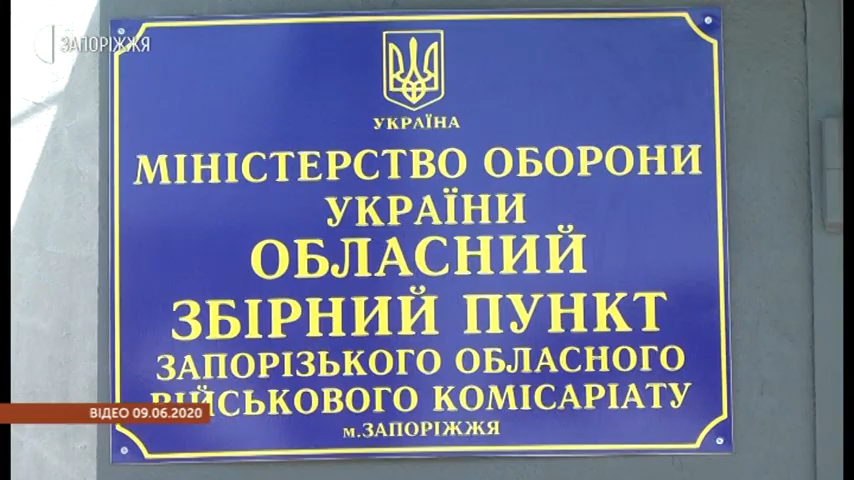 ЗАПОРІЖЖЯ
УКРАЇНА
МІНІСТЕРСТВО ОБОРОНИ
УКРАЇНИ
ОБЛАСНИЙ
ЗБІРНИЙ ПУНКТ
ЗАПОРІЗЬКОГО ОБЛАСНОГО
ВІЙСЬКОВОГО КОМІСАРІАТУ
ВІДЕО 09.06.2020
м.ЗАПОРІЖЖЯ